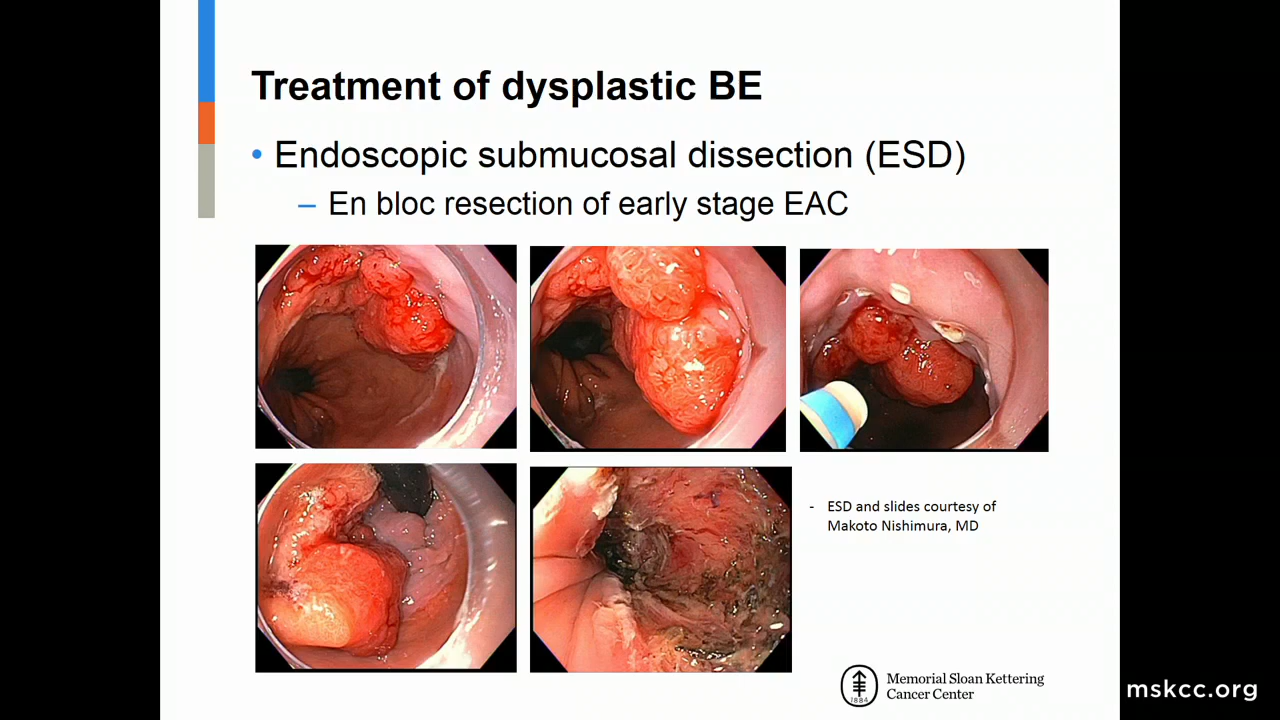 Treatment of dysplastic BE
• Endoscopic submucosal dissection (ESD)
– En bloc resection of early stage EAC
- ESD and slides courtesy of
Makoto Nishimura, MD
1884
Memorial Sloan Kettering
Cancer Center
mskcc.org